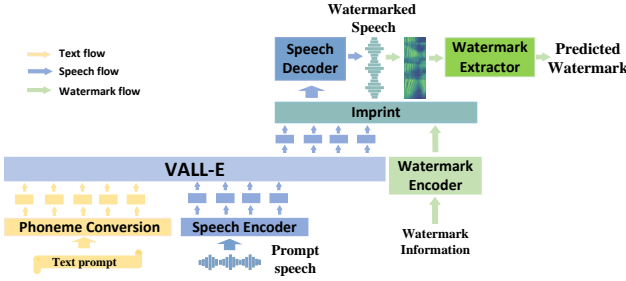 Watermarked
Speech
Text flow
Speech flow
Watermark flow
Speech
Decoder
Watermark
Extractor
Predicted
Watermark
Imprint
VALL-E
Watermark
Encoder
Phoneme Conversion
Speech Encoder
Text prompt
Prompt
speech
Watermark
Information